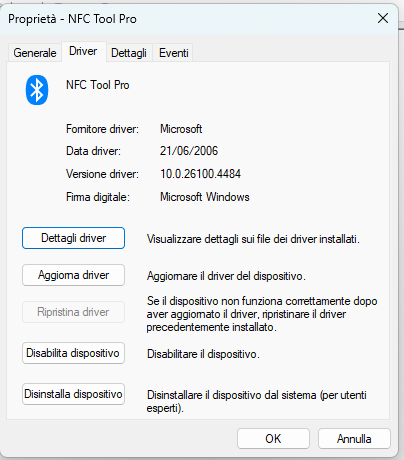 Proprietà - NFC Tool Pro
Generale
Driver
Dettagli
Eventi
NFC Tool Pro
Fornitore driver: Microsoft
Data driver: 21/06/2006
Versione driver: 10.0.26100.4484
Firma digitale: Microsoft Windows
Dettagli driver
Visualizzare dettagli sui file dei driver installati.
Aggiorna driver
Aggiornare il driver del dispositivo.
Ripristina driver
Se il dispositivo non funziona correttamente dopo
aver aggiornato il driver, ripristinare il driver
precedentemente installato.
Disabilita dispositivo
Disabilitare il dispositivo.
Disinstalla dispositivo
Disinstallare il dispositivo dal sistema (per utenti
esperti).
OK
Annulla